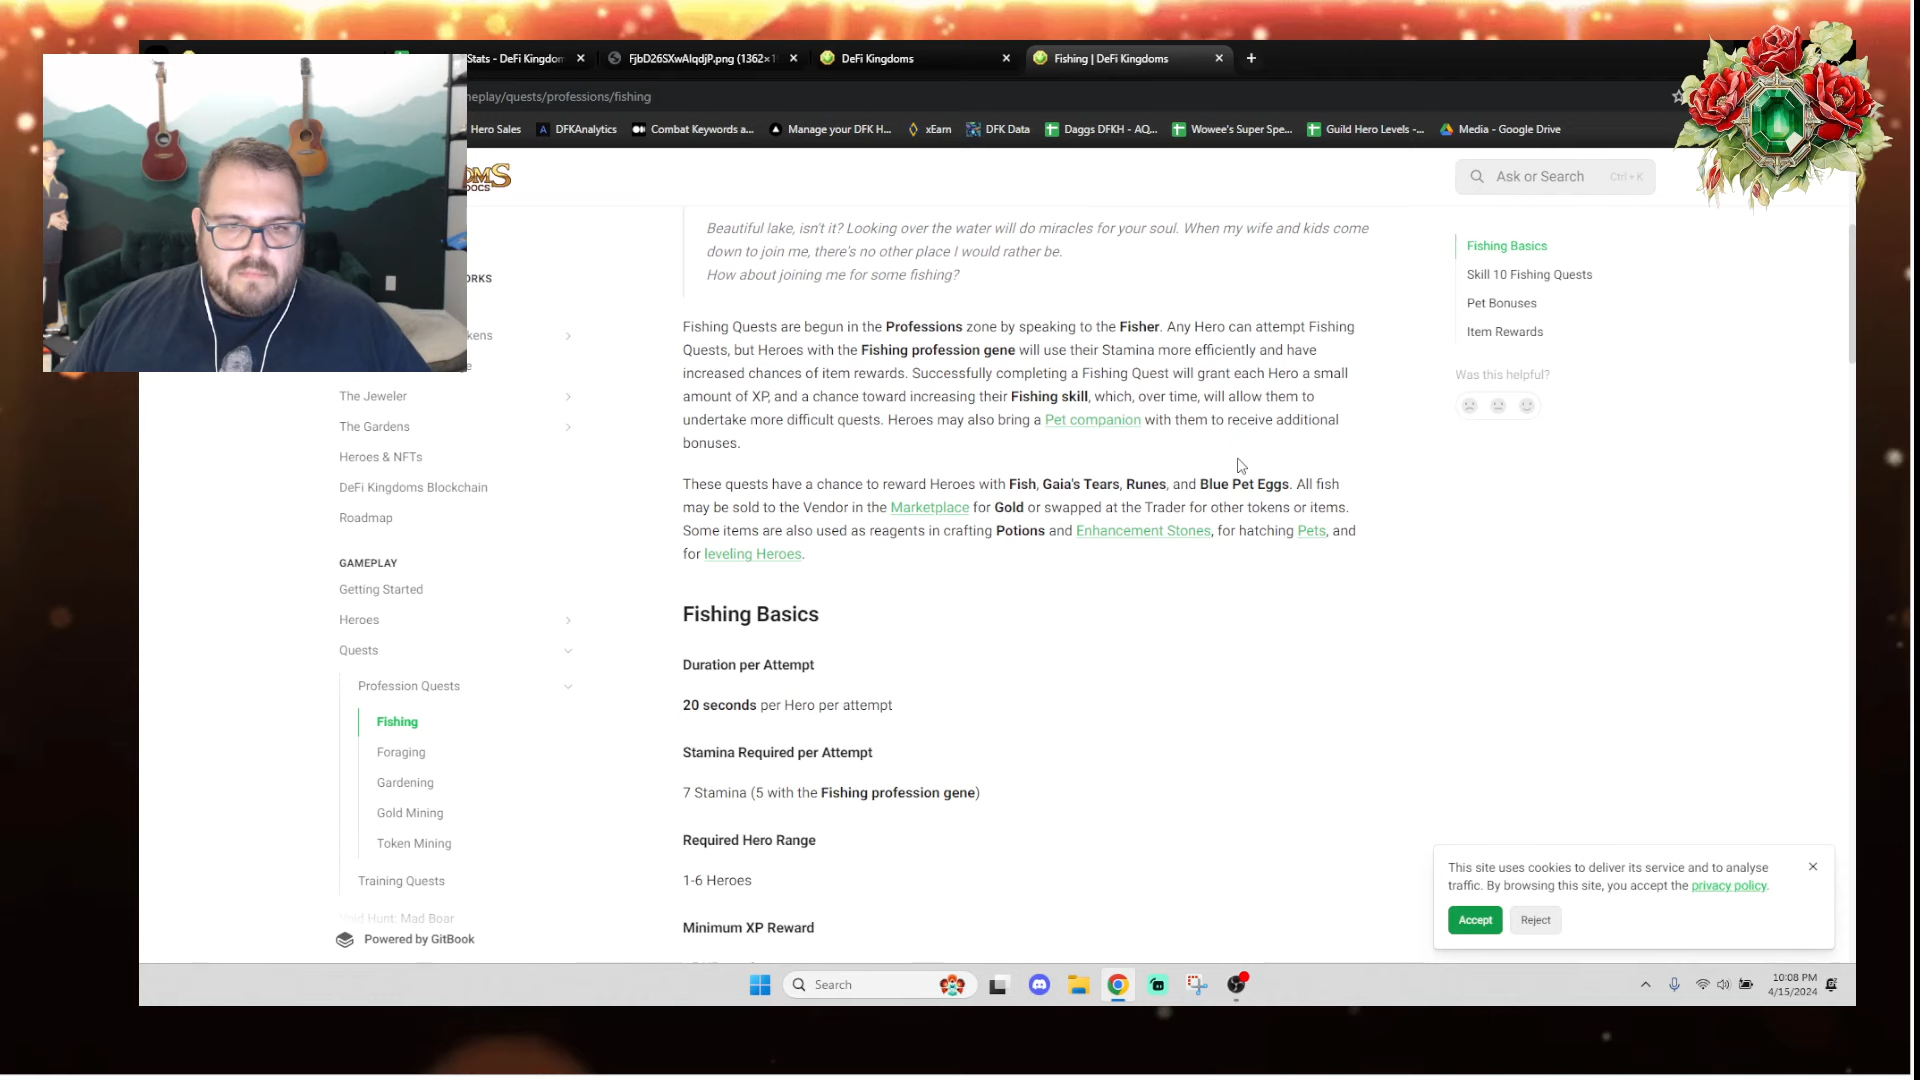 Stats - DeFi Kingdom
FjbD26SXwAIqdjP.png (1362×1
DeFi Kingdoms
Fishing | DeFi Kingdoms
eplay/quests/professions/fishing
Hero Sales
DFKAnalytics
Combat Keywords a...
Manage your DFK H...
xEarn
DFK Data
Daggs DFKH - AQ...
Wowee's Super Spe...
Guild Hero Levels -...
Media - Google Drive
DOCS
Ask or Search
Ctrl + K
Beautiful lake, isn't it? Looking over the water will do miracles for your soul. When my wife and kids come
down to join me, there's no other place I would rather be.
How about joining me for some fishing?
Fishing Quests are begun in the Professions zone by speaking to the Fisher. Any Hero can attempt Fishing
Quests, but Heroes with the Fishing profession gene will use their Stamina more efficiently and have
increased chances of item rewards. Successfully completing a Fishing Quest will grant each Hero a small
amount of XP, and a chance toward increasing their Fishing skill, which, over time, will allow them to
undertake more difficult quests. Heroes may also bring a Pet companion with them to receive additional
bonuses.
These quests have a chance to reward Heroes with Fish, Gaia's Tears, Runes, and Blue Pet Eggs. All fish
may be sold to the Vendor in the Marketplace for Gold or swapped at the Trader for other tokens or items.
Some items are also used as reagents in crafting Potions and Enhancement Stones, for hatching Pets, and
for leveling Heroes.
Fishing Basics
Duration per Attempt
20 seconds per Hero per attempt
Stamina Required per Attempt
7 Stamina (5 with the Fishing profession gene)
Required Hero Range
1-6 Heroes
Minimum XP Reward
ORKS
kens
The Jeweler
The Gardens
Heroes & NFTs
DeFi Kingdoms Blockchain
Roadmap
GAMEPLAY
Getting Started
Heroes
Quests
Profession Quests
Fishing
Foraging
Gardening
Gold Mining
Token Mining
Training Quests
Void Hunt: Mad Boar
Powered by GitBook
Fishing Basics
Skill 10 Fishing Quests
Pet Bonuses
Item Rewards
Was this helpful?
This site uses cookies to deliver its service and to analyse
traffic. By browsing this site, you accept the privacy policy.
Accept
Reject
Search
10:08 PM
4/15/2024